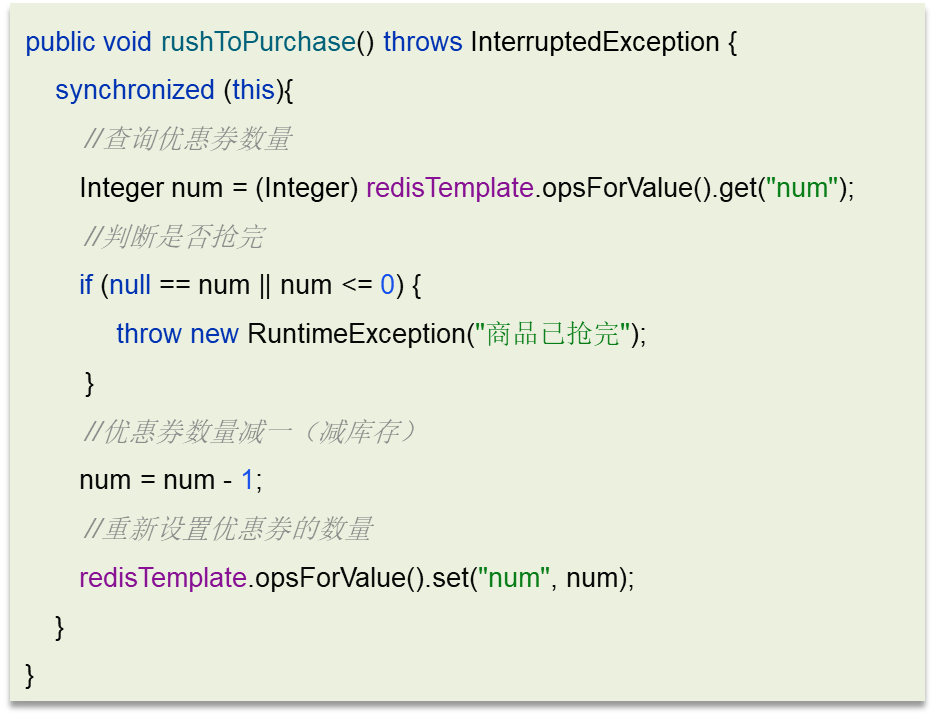 public void rushToPurchase() throws InterruptedException {
synchronized (this){
//查询优惠券数量
Integer num = (Integer) redisTemplate.opsForValue().get("num");
//判断是否抢完
if (null == num || num <= 0) {
throw new RuntimeException("商品已抢完");
}
//优惠券数量减一（减库存）
num = num - 1;
//重新设置优惠券的数量
redisTemplate.opsForValue().set("num", num);
}
}